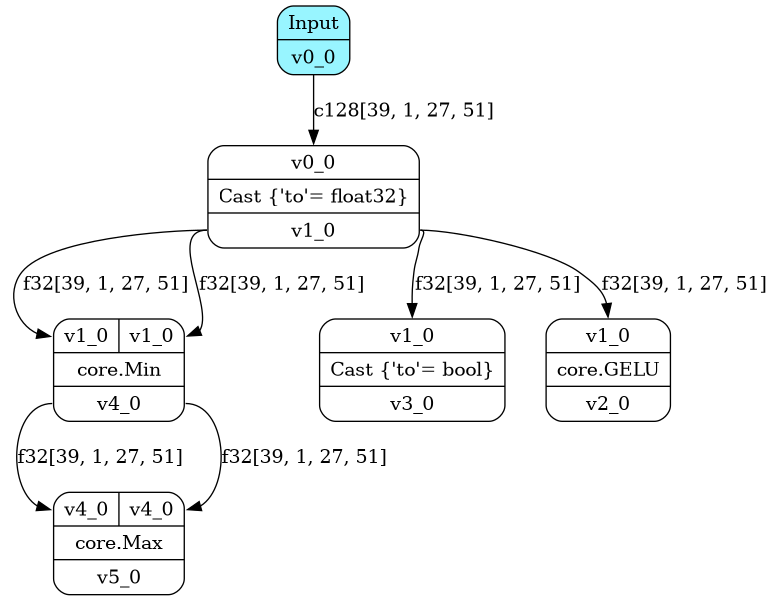 Input
v0_0
c128[39, 1, 27, 51]
v0_0
Cast {'to'= float32}
v1_0
f32[39, 1, 27, 51]
f32[39, 1, 27, 51]
f32[39, 1, 27, 51]
f32[39, 1, 27, 51]
v1_0 v1_0
core.Min
v4_0
v1_0
Cast {'to'= bool}
v3_0
v1_0
core.GELU
v2_0
f32[39, 1, 27, 51]
f32[39, 1, 27, 51]
v4_0 v4_0
core.Max
v5_0